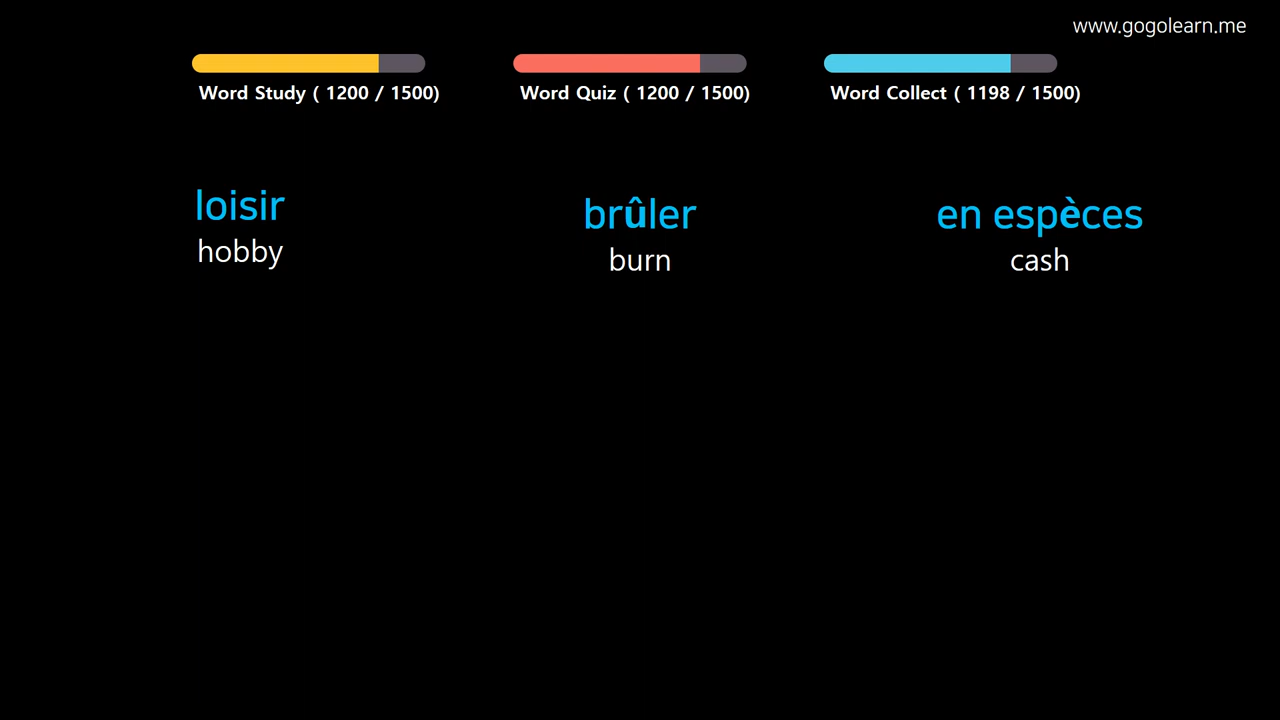 www.gogolearn.me
Word Study ( 1200 / 1500)
Word Quiz ( 1200 / 1500)
Word Collect ( 1198 / 1500)
loisir
hobby
brûler
burn
en espèces
cash